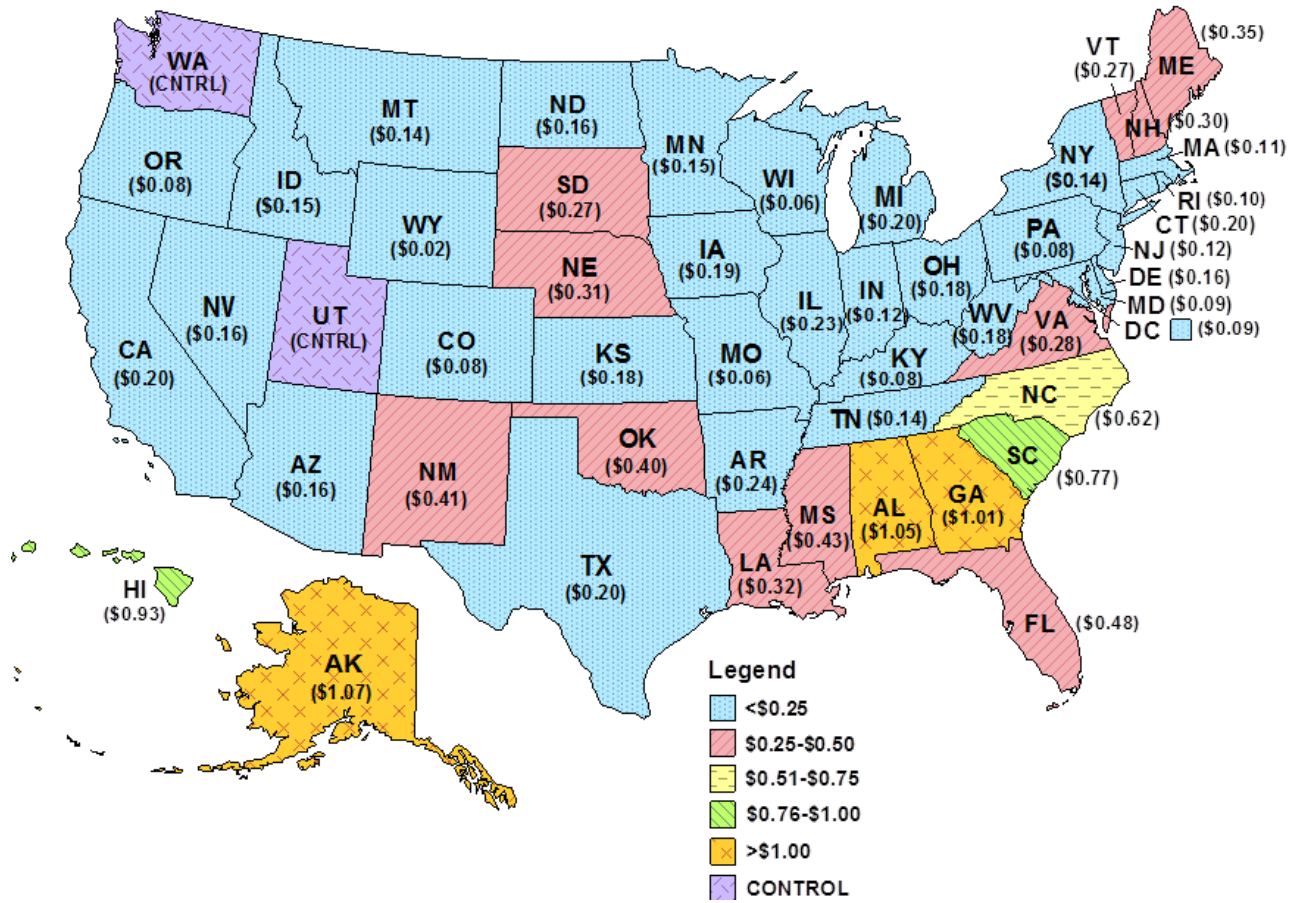 WA
(CNTRL)
MT
($0.14)
ND
($0.16)
MN
($0.15)
VT
($0.27)
ME
($0.35)
NH
($0.30)
MA ($0.11)
NY
($0.14)
RI ($0.10)
CT ($0.20)
NJ ($0.12)
DE ($0.16)
MD ($0.09)
DC ($0.09)
OR
($0.08)
ID
($0.15)
WY
($0.02)
SD
($0.27)
WI
($0.06)
MI
($0.20)
PA
($0.08)
NE
($0.31)
IA
($0.19)
IL
($0.23)
IN
($0.12)
OH
($0.18)
WV
($0.18)
VA
($0.28)
CA
($0.20)
NV
($0.16)
UT
(CNTRL)
CO
($0.08)
KS
($0.18)
MO
($0.06)
KY
($0.08)
NC
($0.62)
TN ($0.14)
SC
($0.77)
AZ
($0.16)
NM
($0.41)
OK
($0.40)
AR
($0.24)
MS
($0.43)
AL
($1.05)
GA
($1.01)
TX
($0.20)
LA
($0.32)
FL
($0.48)
HI
($0.93)
AK
($1.07)
Legend
<$0.25
$0.25-$0.50
$0.51-$0.75
$0.76-$1.00
>$1.00
CONTROL